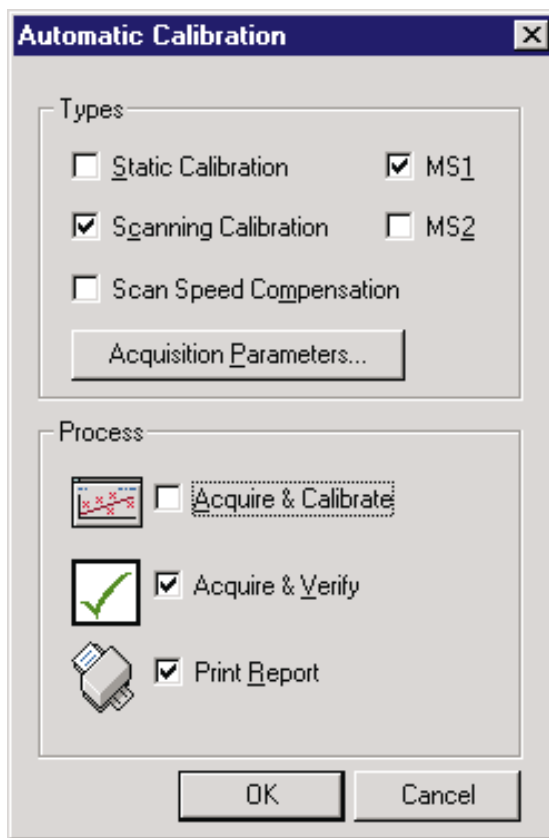 Automatic Calibration
Types
Static Calibration MS1
Scanning Calibration MS2
Scan Speed Compensation
Acquisition Parameters...
Process
Acquire & Calibrate
Acquire & Verify
Print Report
OK Cancel